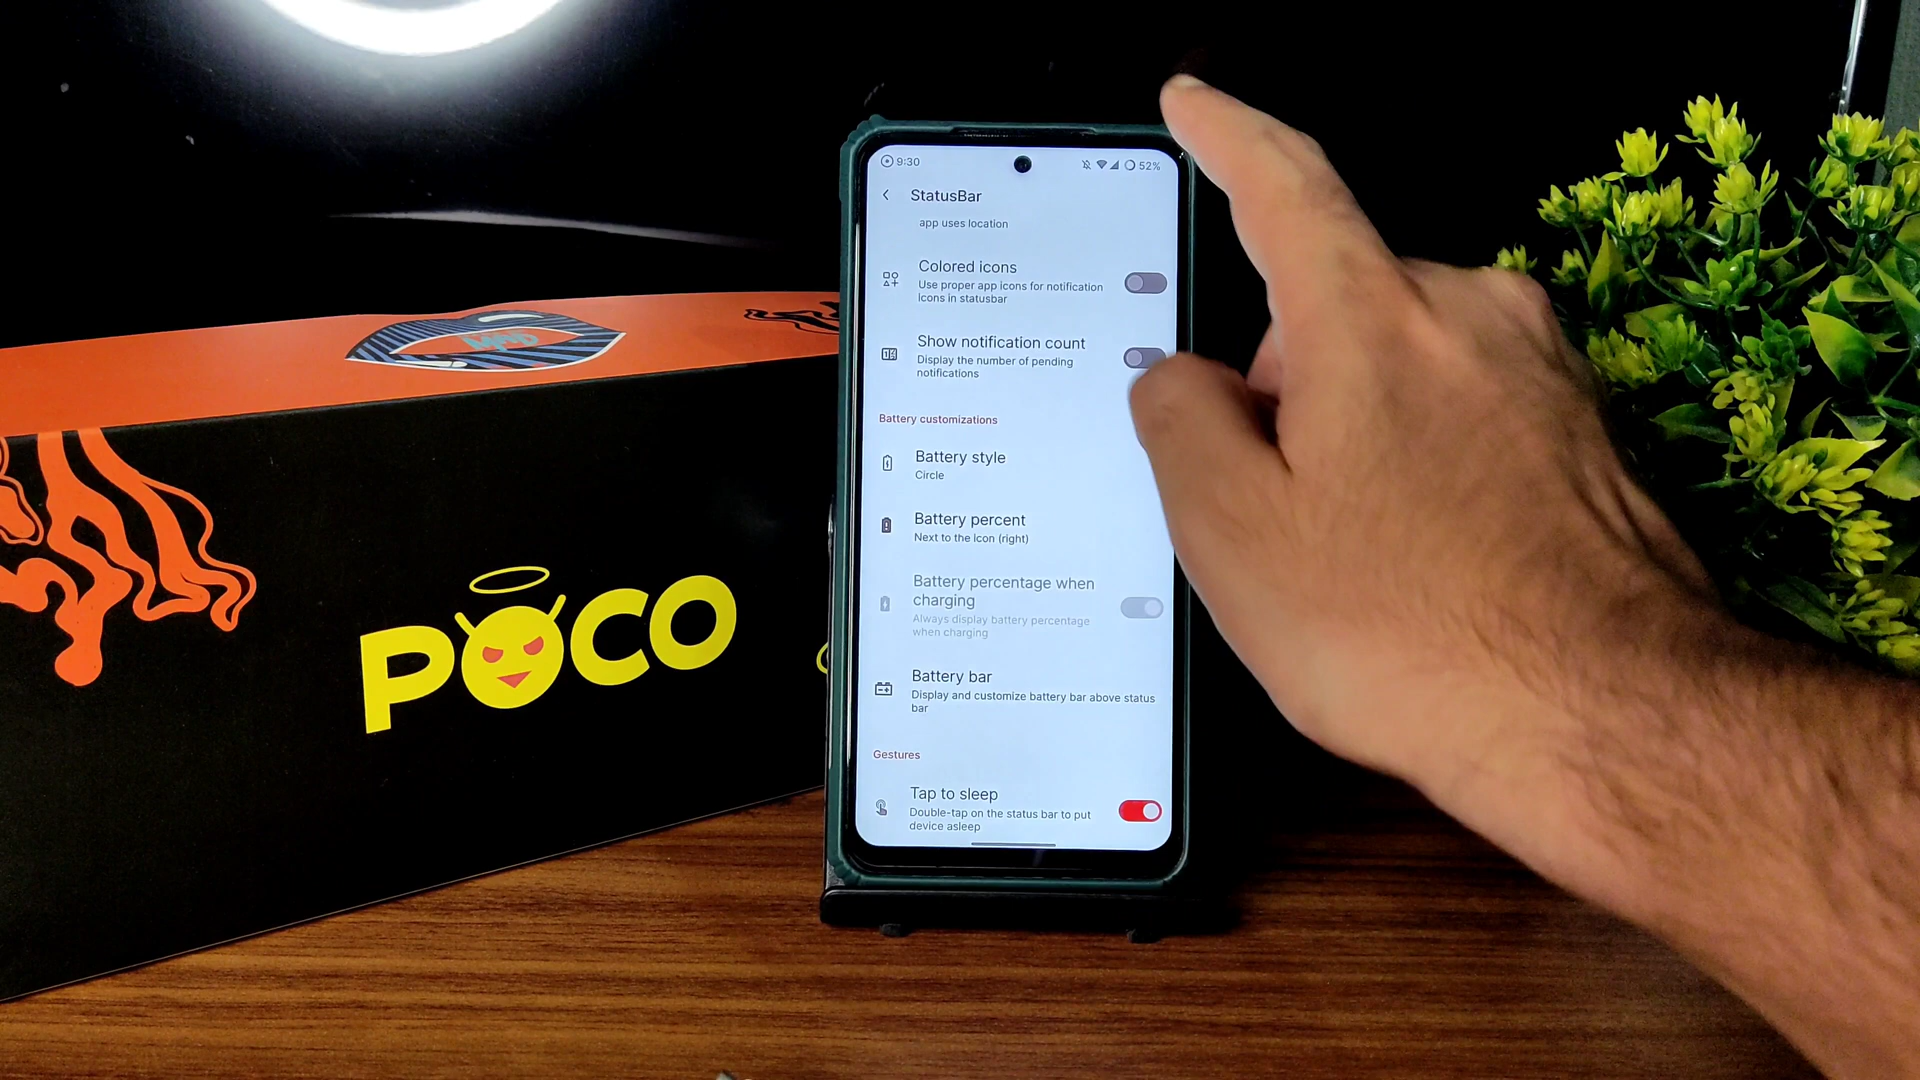 9:30
52%
StatusBar
app uses location
Colored icons
Use proper app icons for notification
icons in statusbar
Show notification count
Display the number of pending
notifications
Battery customizations
Battery style
Circle
Battery percent
Next to the icon (right)
Battery percentage when
charging
Always display battery percentage
when charging
Battery bar
Display and customize battery bar above status
bar
Gestures
Tap to sleep
Double-tap on the status bar to put
device asleep
POCO